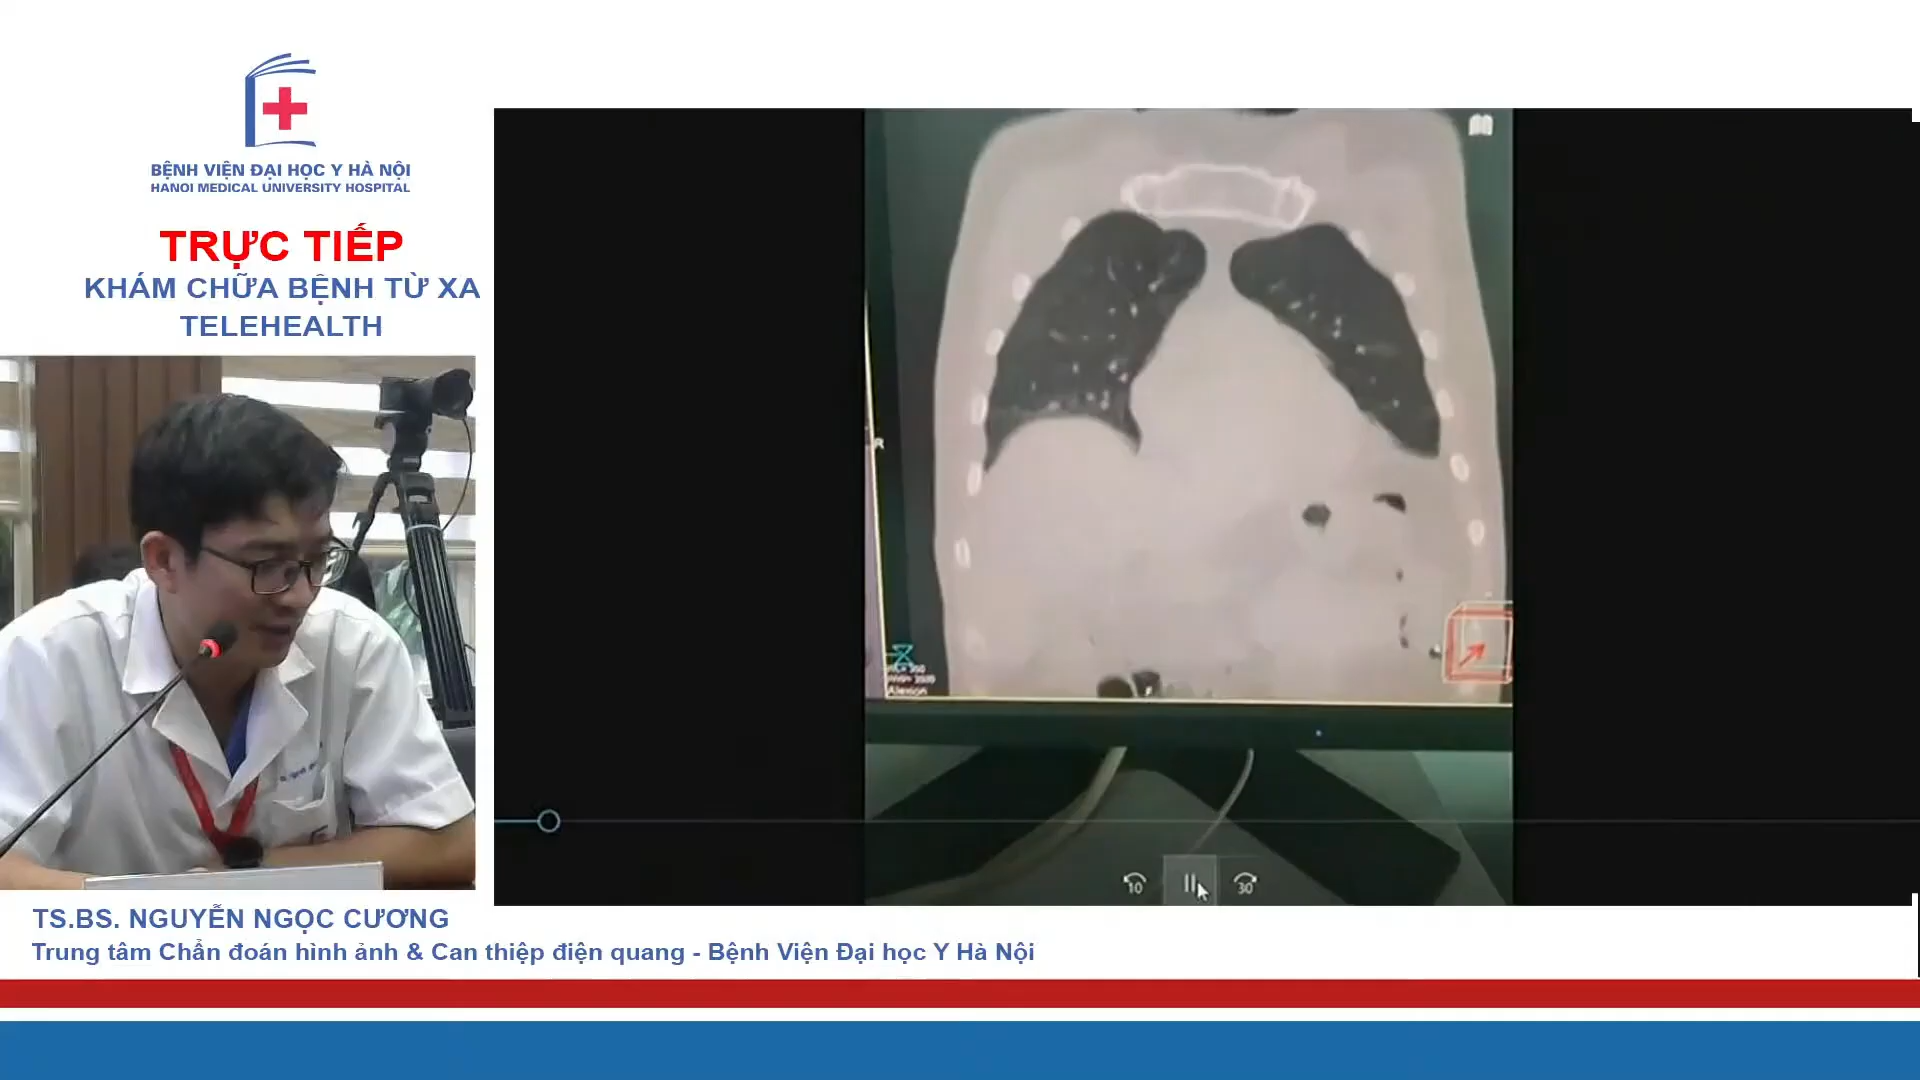 BỆNH VIỆN ĐẠI HỌC Y HÀ NỘI
HANOI MEDICAL UNIVERSITY HOSPITAL
TRỰC TIẾP
KHÁM CHỮA BỆNH TỪ XA
TELEHEALTH
R
F
10
30
TS.BS. NGUYỄN NGỌC CƯƠNG
Trung tâm Chẩn đoán hình ảnh & Can thiệp điện quang - Bệnh Viện Đại học Y Hà Nội